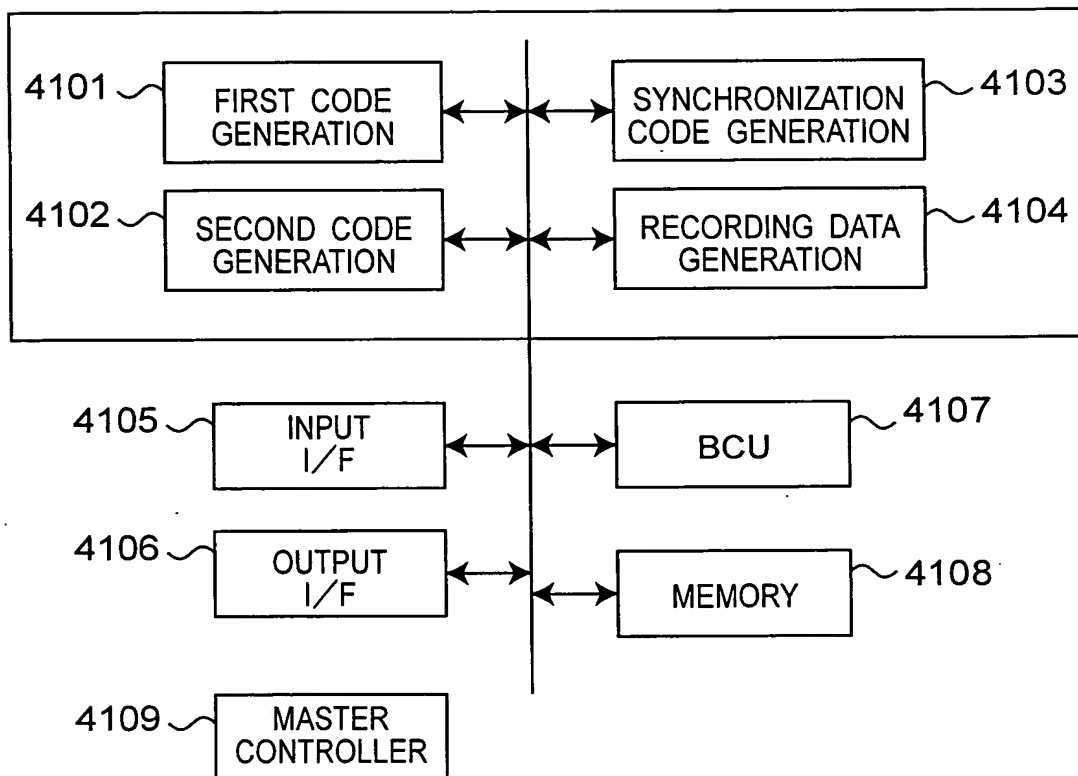 4101
FIRST CODE
GENERATION
SYNCHRONIZATION
CODE GENERATION
4103
4102
SECOND CODE
GENERATION
RECORDING DATA
GENERATION
4104
4105
INPUT
I/F
BCU
4107
4106
OUTPUT
I/F
MEMORY
4108
4109
MASTER
CONTROLLER